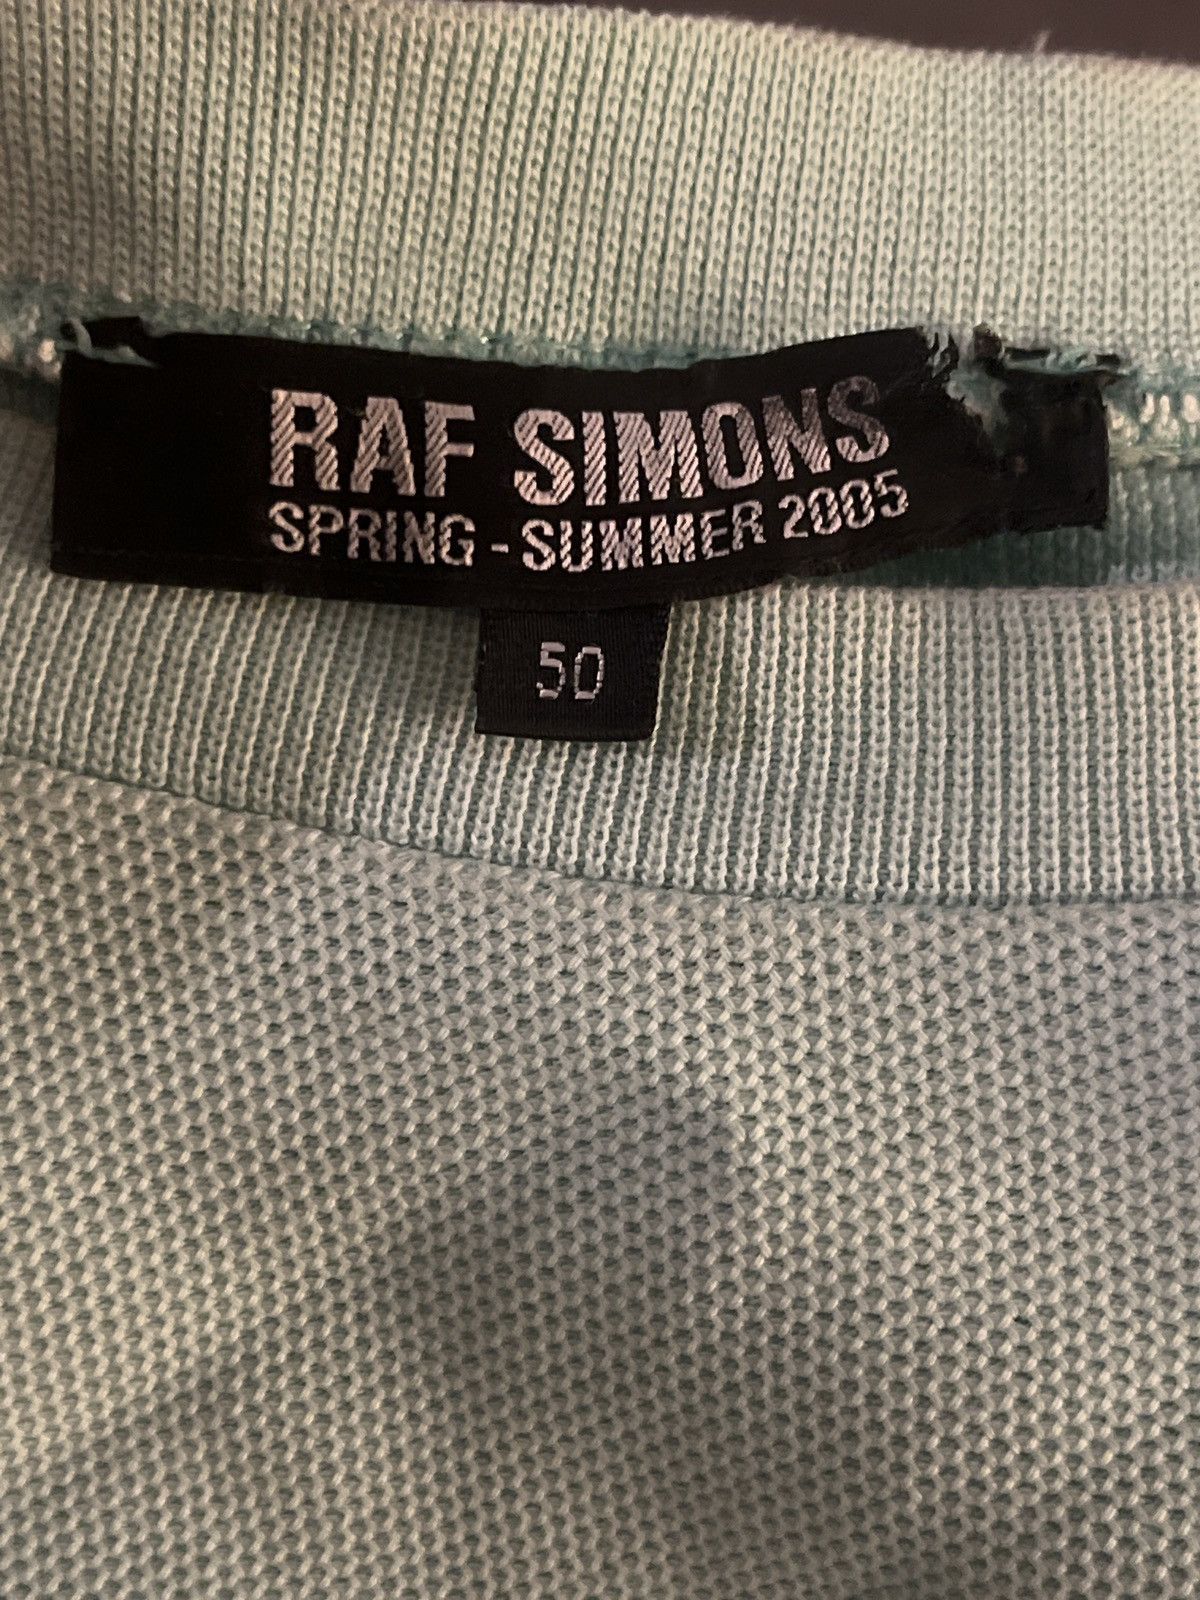 RAF SIMONS
SPRING - SUMMER 2005
50